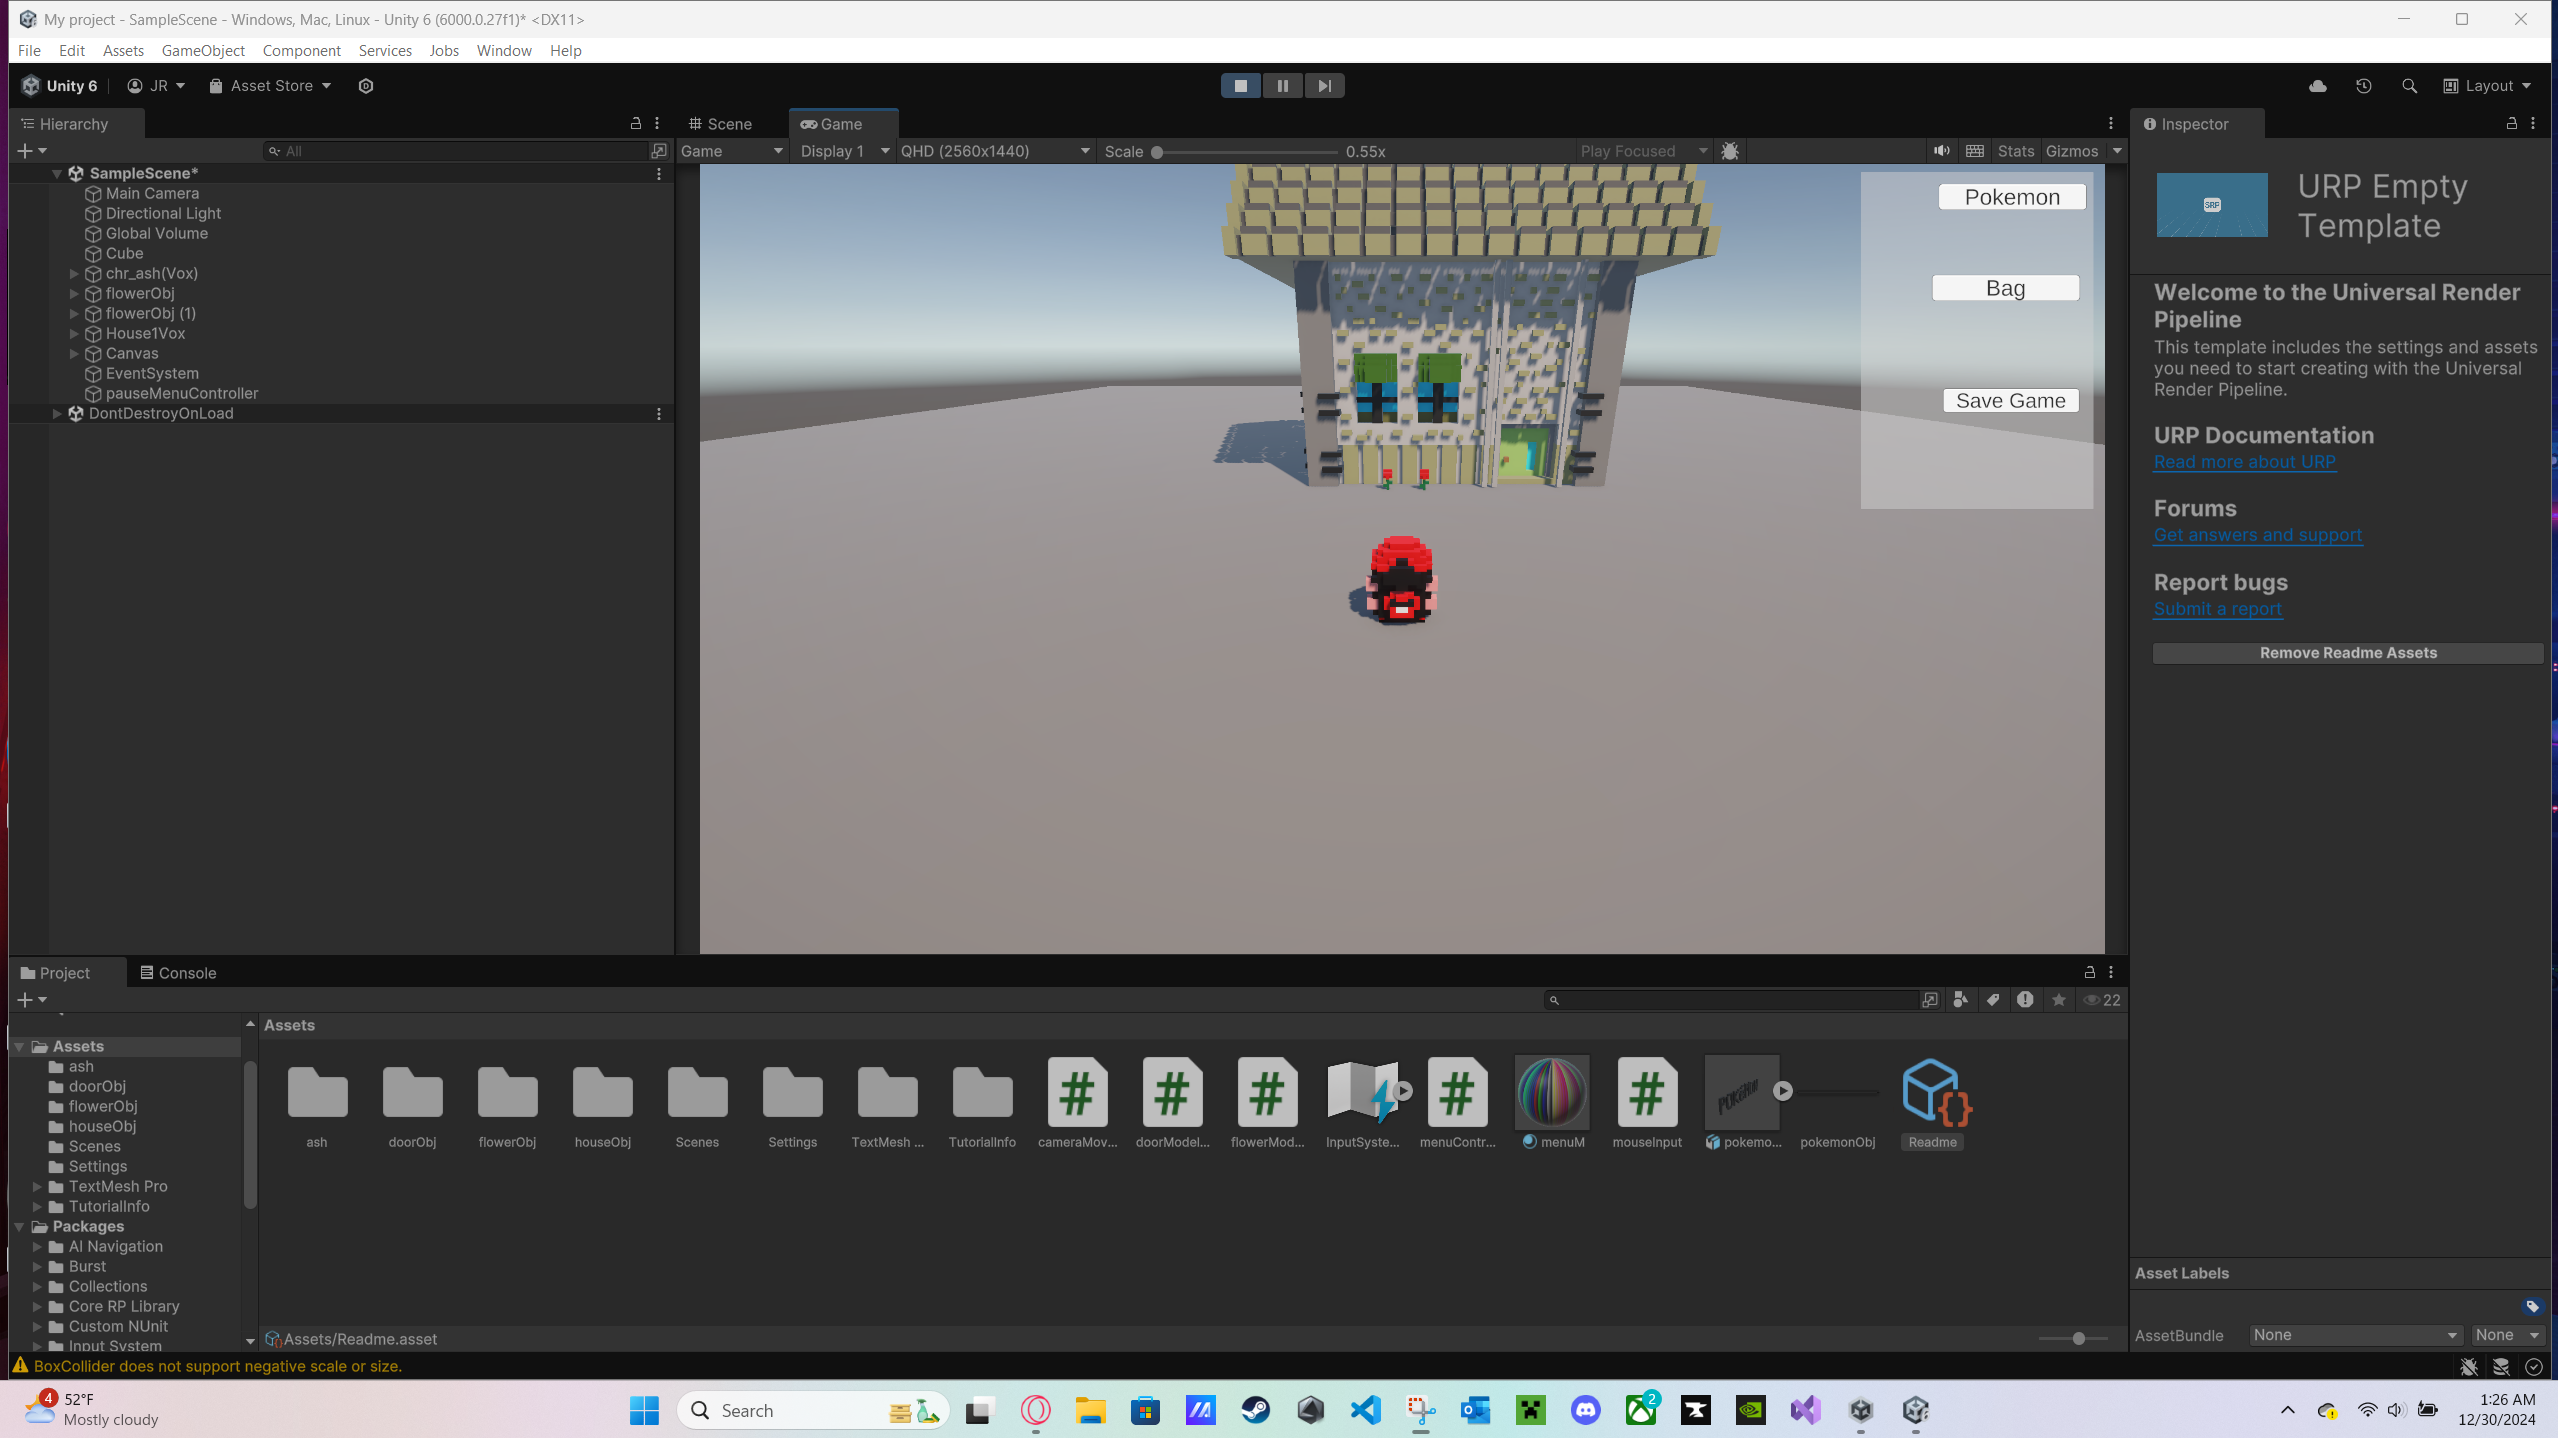 My project - SampleScene - Windows, Mac, Linux - Unity 6 (6000.0.27f1)* <DX11>
File Edit Assets GameObject Component Services Jobs Window Help
Unity 6 JR Asset Store Layout
Hierarchy
All
SampleScene*
Main Camera
Directional Light
Global Volume
Cube
chr_ash(Vox)
flowerObj
flowerObj (1)
House1Vox
Canvas
EventSystem
pauseMenuController
DontDestroyOnLoad
Scene Game
Game Display 1 QHD (2560x1440) Scale 0.55x Play Focused Stats Gizmos
Pokemon
Bag
Save Game
Inspector
SRP
URP Empty
Template
Welcome to the Universal Render
Pipeline
This template includes the settings and assets
you need to start creating with the Universal
Render Pipeline.
URP Documentation
Read more about URP
Forums
Get answers and support
Report bugs
Submit a report
Remove Readme Assets
Project Console
22
Assets
ash
doorObj
flowerObj
houseObj
Scenes
Settings
TextMesh Pro
TutorialInfo
Packages
AI Navigation
Burst
Collections
Core RP Library
Custom NUnit
Input System
Assets
POKéMON
ash doorObj flowerObj houseObj Scenes Settings TextMesh ... TutorialInfo cameraMov... doorModel... flowerMod... InputSyste... menuContr... menuM mouseInput pokemo... pokemonObj Readme
Assets/Readme.asset
Asset Labels
AssetBundle None None
BoxCollider does not support negative scale or size.
4
52°F
Mostly cloudy
Search
2
1:26 AM
12/30/2024